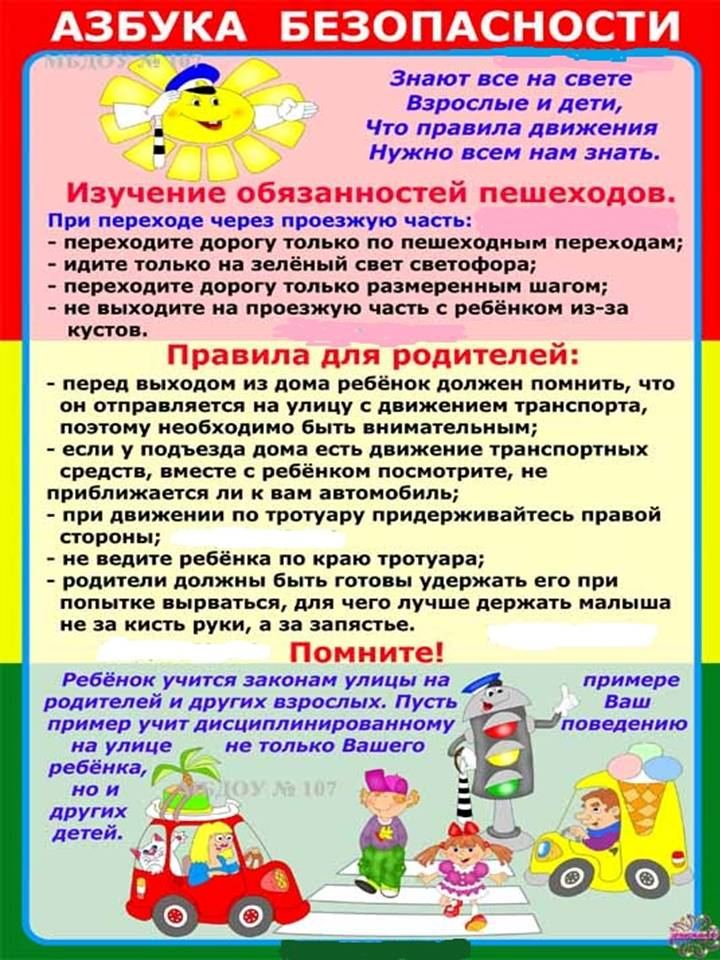 АЗБУКА БЕЗОПАСНОСТИ
МБДОУ № 107
Знают все на свете
Взрослые и дети,
Что правила движения
Нужно всем нам знать.
Изучение обязанностей пешеходов.
При переходе через проезжую часть:
- переходите дорогу только по пешеходным переходам;
- идите только на зелёный свет светофора;
- переходите дорогу только размеренным шагом;
- не выходите на проезжую часть с ребёнком из-за
кустов.
Правила для родителей:
- перед выходом из дома ребёнок должен помнить, что
он отправляется на улицу с движением транспорта,
поэтому необходимо быть внимательным;
- если у подъезда дома есть движение транспортных
средств, вместе с ребёнком посмотрите, не
приближается ли к вам автомобиль;
- при движении по тротуару придерживайтесь правой
стороны;
- не ведите ребёнка по краю тротуара;
- родители должны быть готовы удержать его при
попытке вырваться, для чего лучше держать малыша
не за кисть руки, а за запястье.
Помните!
Ребёнок учится законам улицы на примере
родителей и других взрослых. Пусть Ваш
пример учит дисциплинированному поведению
на улице не только Вашего
ребёнка,
но и
других
детей.
МБДОУ № 107